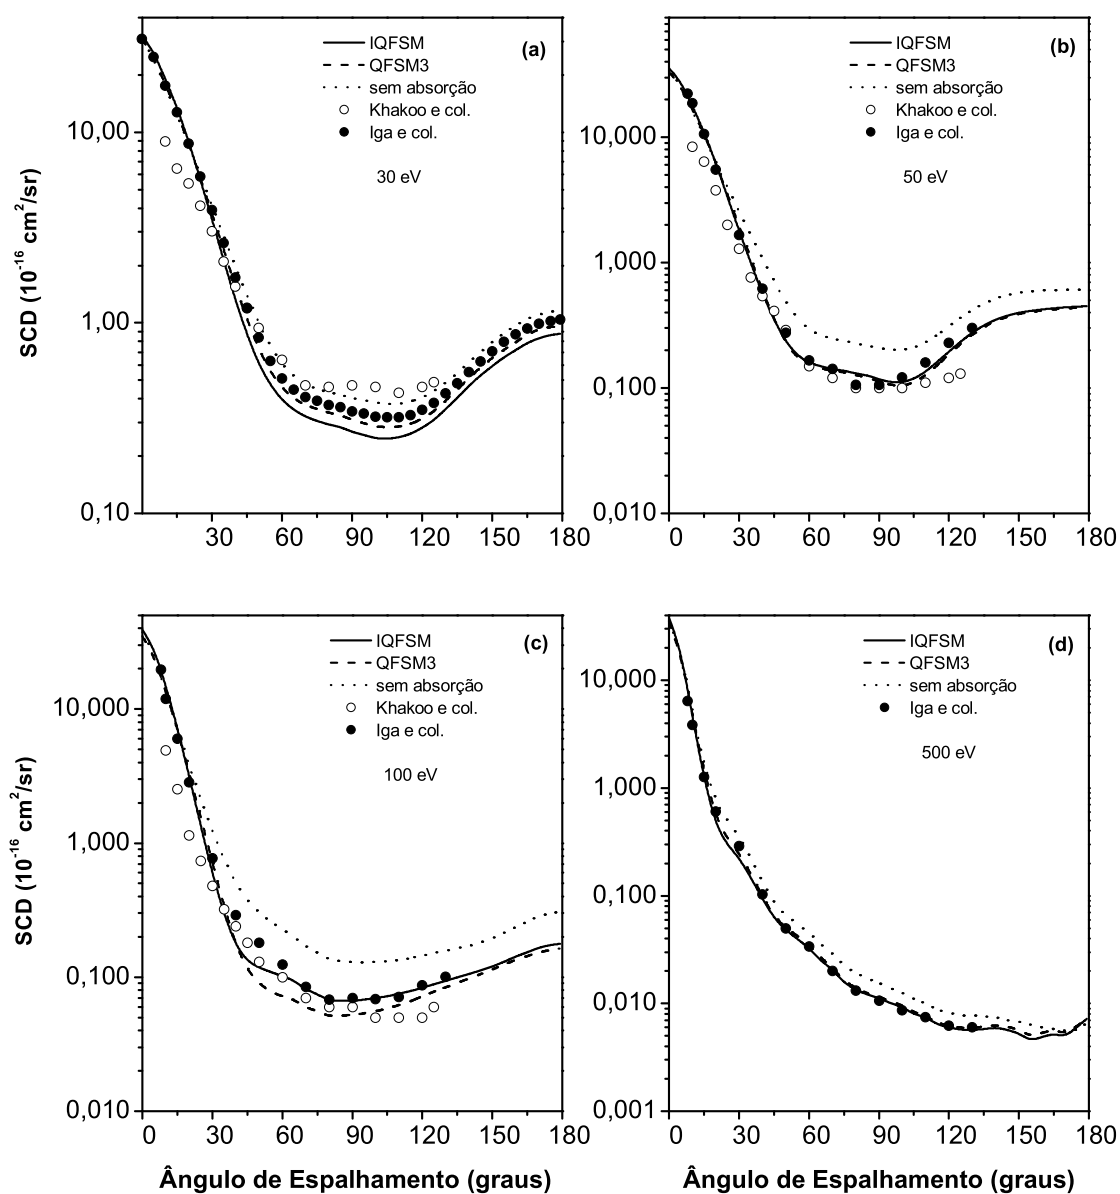 (a)
IQFSM
QFSM3
sem absorção
Khakoo e col.
Iga e col.
30 eV
10,00
1,00
0,10
30 60 90 120 150 180
SCD (10⁻¹⁶ cm²/sr)
(b)
IQFSM
QFSM3
sem absorção
Khakoo e col.
Iga e col.
50 eV
10,000
1,000
0,100
0,010
0 30 60 90 120 150 180
(c)
IQFSM
QFSM3
sem absorção
Khakoo e col.
Iga e col.
100 eV
10,000
1,000
0,100
0,010
0 30 60 90 120 150 180
SCD (10⁻¹⁶ cm²/sr)
Ângulo de Espalhamento (graus)
(d)
IQFSM
QFSM3
sem absorção
Iga e col.
500 eV
10,000
1,000
0,100
0,010
0,001
0 30 60 90 120 150 180
Ângulo de Espalhamento (graus)